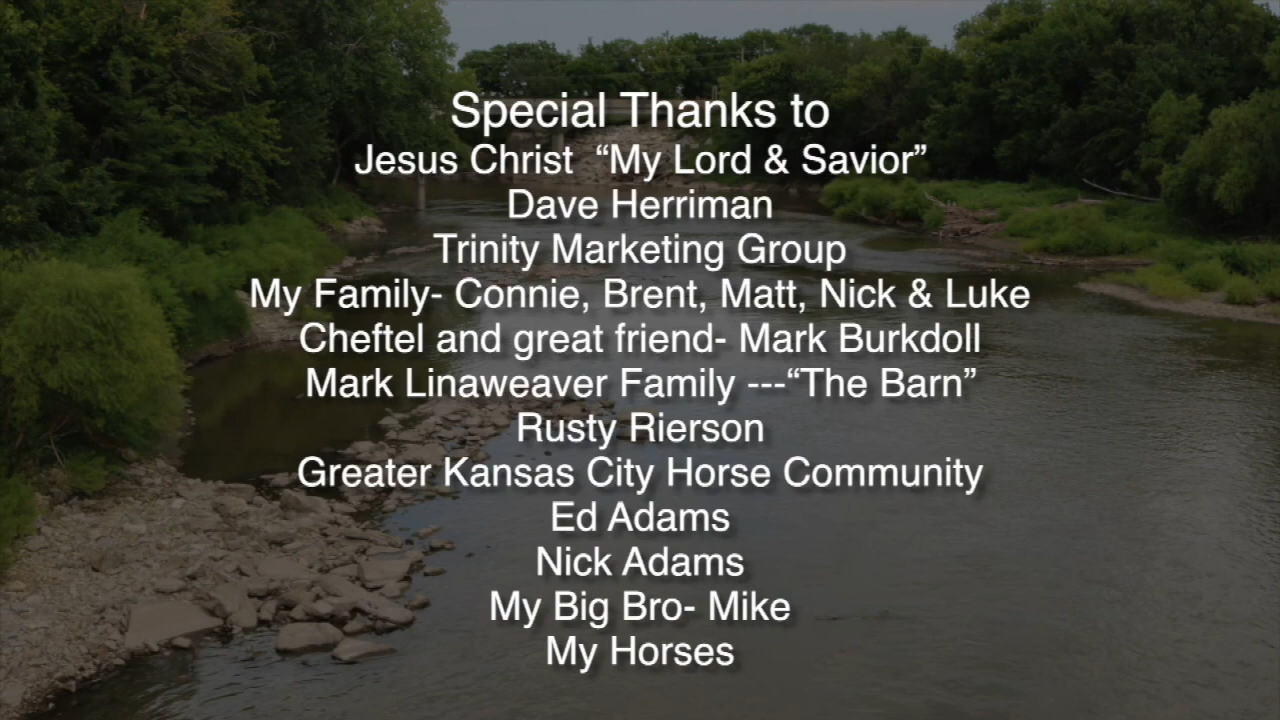 Special Thanks to
Jesus Christ  “My Lord & Savior”
Dave Herriman
Trinity Marketing Group
My Family- Connie, Brent, Matt, Nick & Luke
Cheftel and great friend- Mark Burkdoll
Mark Linaweaver Family ---“The Barn”
Rusty Rierson
Greater Kansas City Horse Community
Ed Adams
Nick Adams
My Big Bro- Mike
My Horses